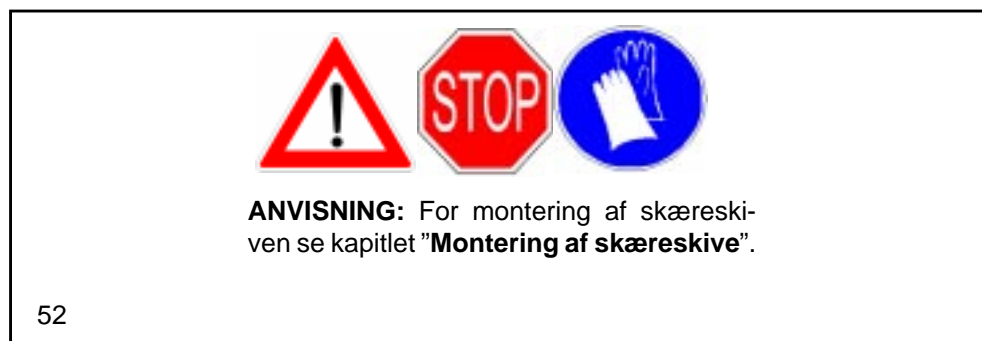 STOP
ANVISNING: For montering af skæreski-
ven se kapitlet ”Montering af skæreskive”.
52